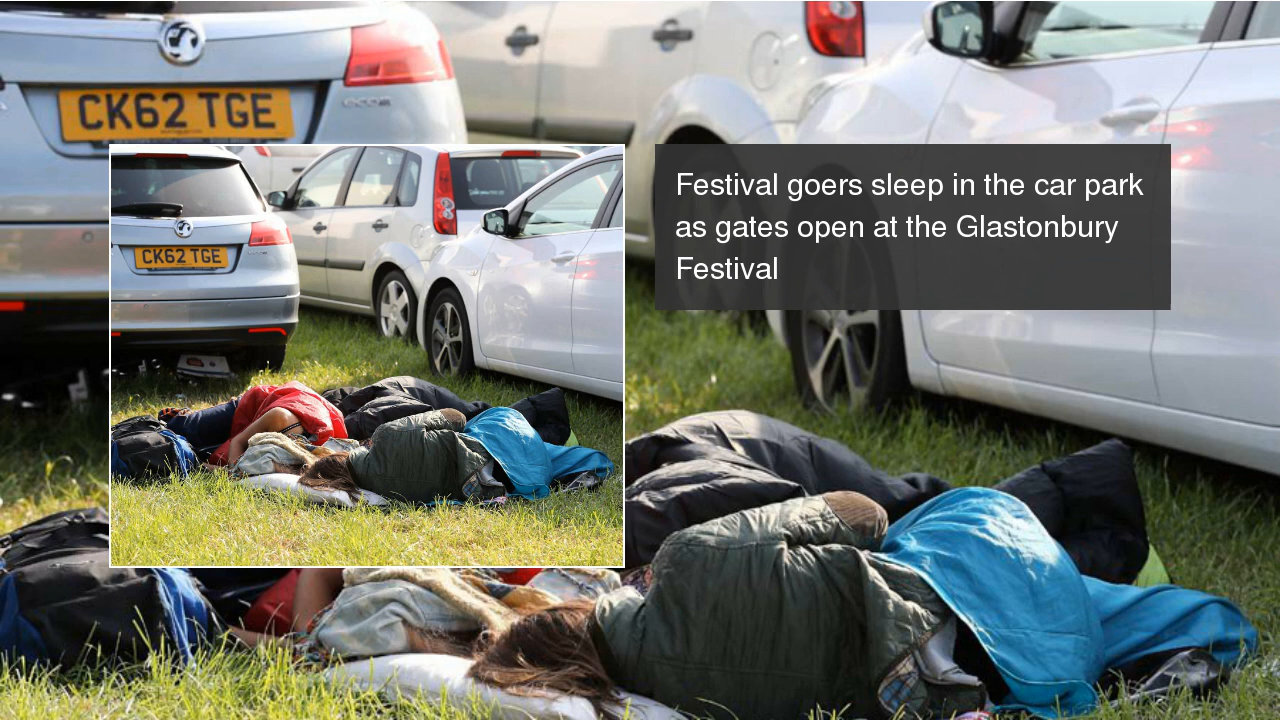 CK62 TGE
CK62 TGE
Festival goers sleep in the car park
as gates open at the Glastonbury
Festival